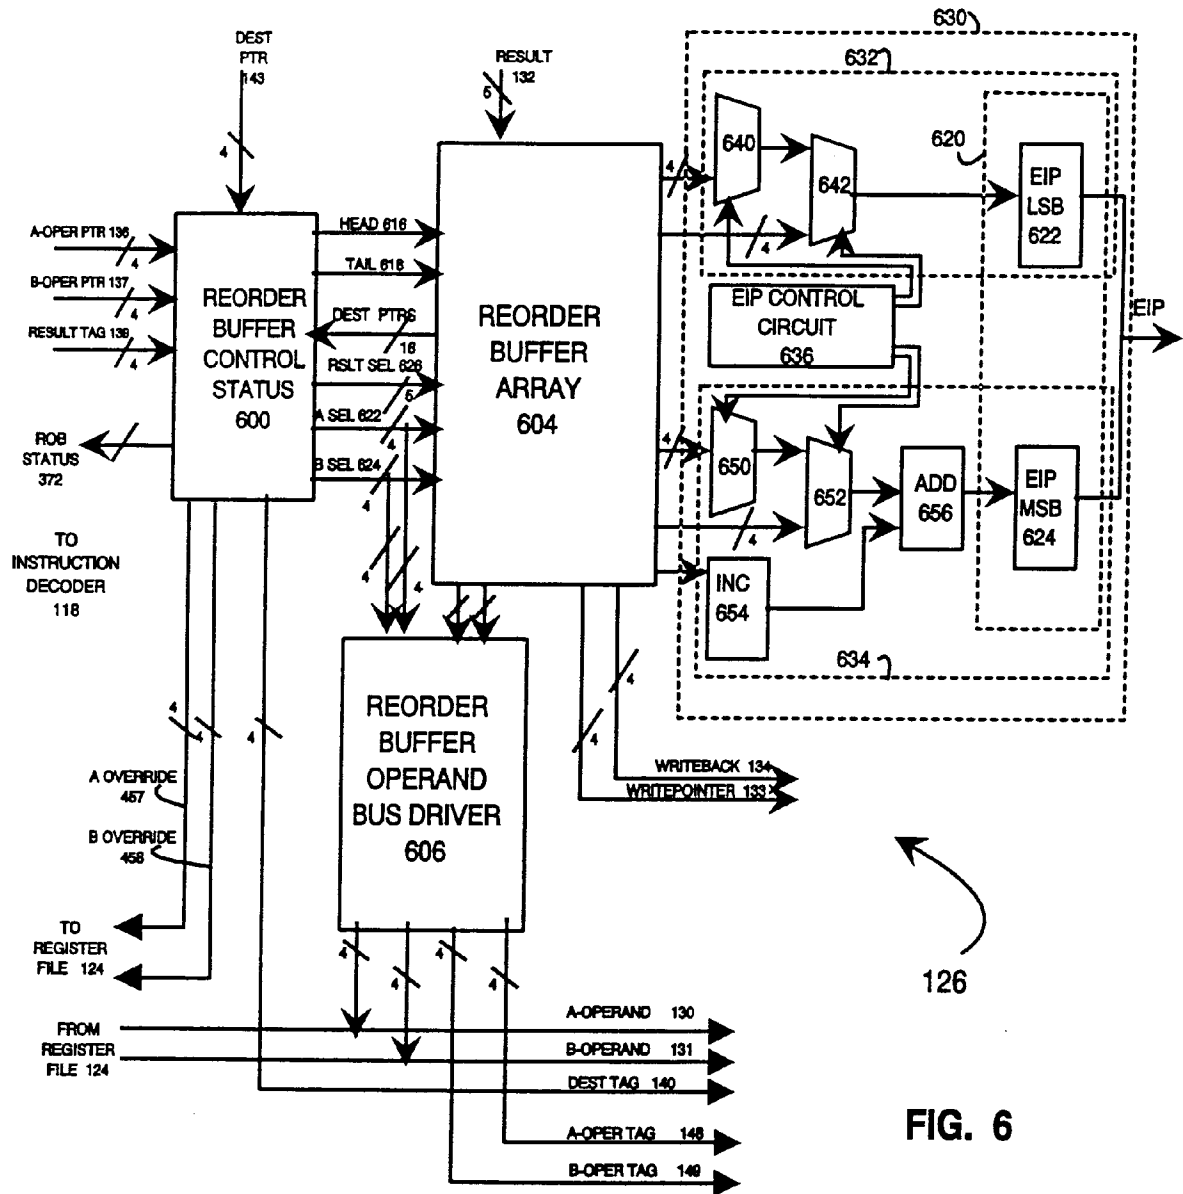 DEST
PTR
143
4
RESULT
132
5
630
632
640
642
620
EIP
LSB
622
4
4
A-OPER PTR 136
4
B-OPER PTR 137
4
RESULT TAG 139
4
REORDER
BUFFER
CONTROL
STATUS
600
HEAD 616
TAIL 618
DEST PTRS
16
RSLT SEL 626
5
A SEL 622
4
B SEL 624
4
REORDER
BUFFER
ARRAY
604
EIP CONTROL
CIRCUIT
636
EIP
ROB
STATUS
372
4
650
652
ADD
656
EIP
MSB
624
4
INC
654
634
TO
INSTRUCTION
DECODER
118
4
4
REORDER
BUFFER
OPERAND
BUS DRIVER
606
4
4
4
4
4
A OVERRIDE
457
B OVERRIDE
458
WRITEBACK 134
WRITEPOINTER 133
TO
REGISTER
FILE 124
4
4
4
4
126
FROM
REGISTER
FILE 124
A-OPERAND 130
B-OPERAND 131
DEST TAG 140
A-OPER TAG 148
B-OPER TAG 149
FIG. 6